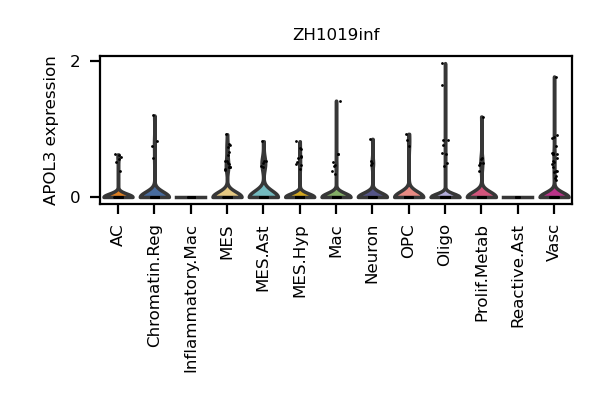 ZH1019inf
APOL3 expression
2
0
AC
Chromatin.Reg
Inflammatory.Mac
MES
MES.Ast
MES.Hyp
Mac
Neuron
OPC
Oligo
Prolif.Metab
Reactive.Ast
Vasc